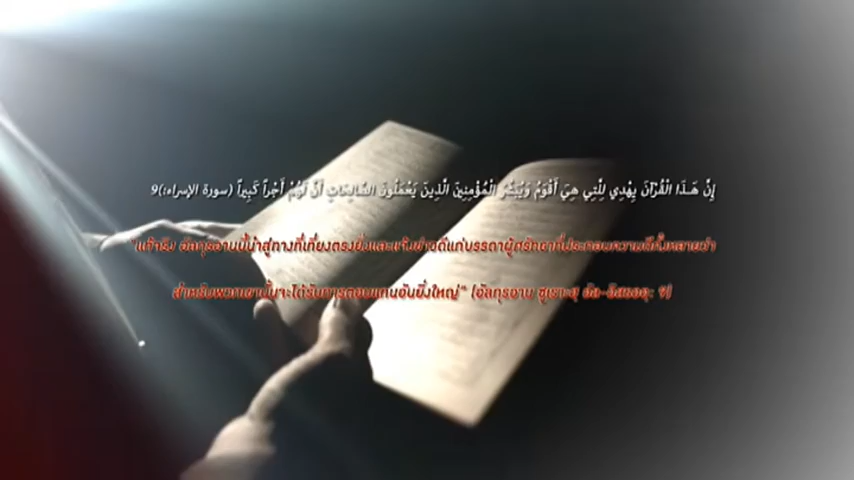 إِنَّ هَـذَا الْقُرْآنَ يِهْدِي لِلَّتِي هِيَ أَقْوَمُ وَيُبَشِّرُ الْمُؤْمِنِينَ الَّذِينَ يَعْمَلُونَ الصَّالِحَاتِ أَنَّ لَهُمْ أَجْراً كَبِيراً (سورة الإسراء:)9
"แท้จริง อัลกุรอานนี้นำสู่ทางที่เที่ยงตรงยิ่งและแจ้งข่าวดีแก่บรรดาผู้ศรัทธาที่ประกอบความดีทั้งหลายว่า
สำหรับพวกเขานั้นจะได้รับการตอบแทนอันยิ่งใหญ่" (อัลกุรอาน ซูเราะฮฺ อัล-อิสรออฺ: 9)